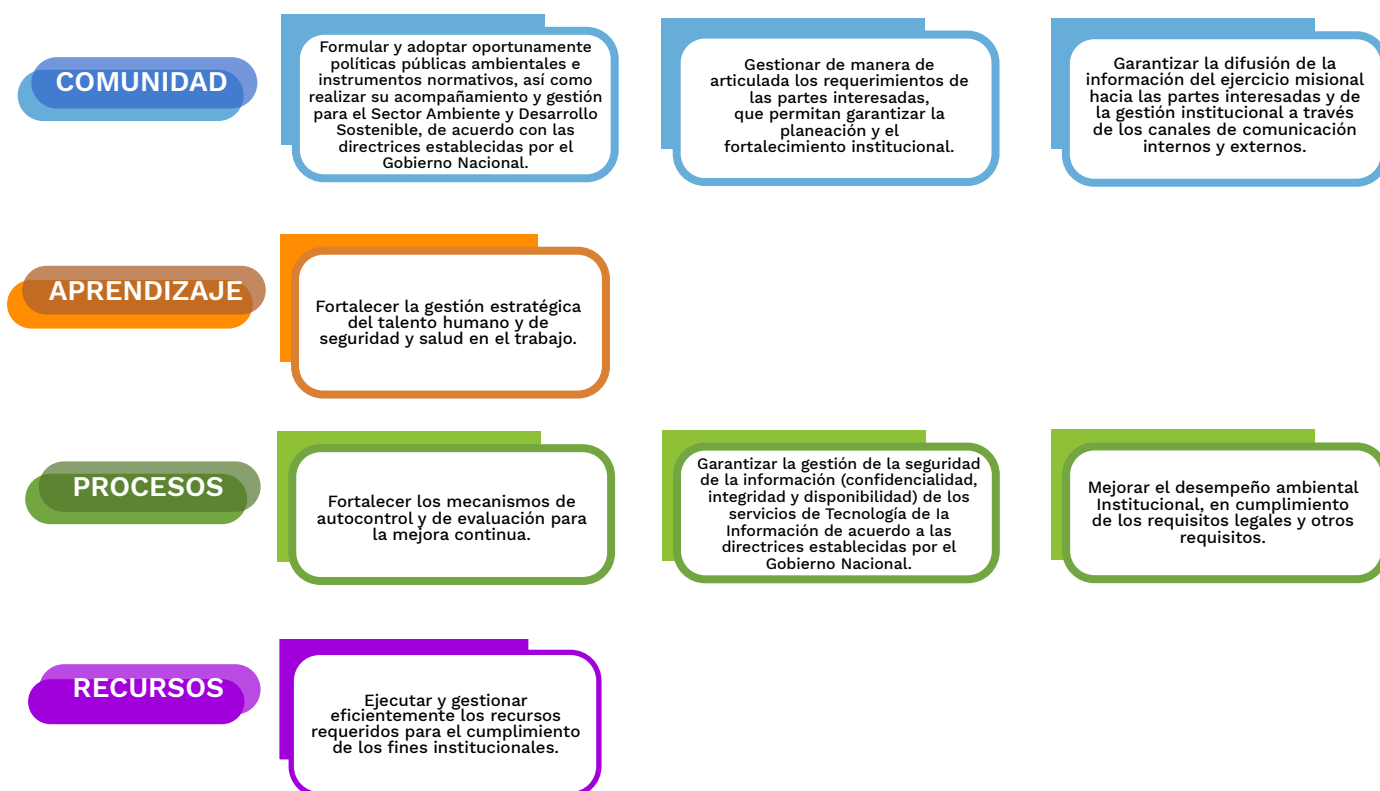 COMUNIDAD
Formular y adoptar oportunamente
políticas públicas ambientales e
instrumentos normativos, así como
realizar su acompañamiento y gestión
para el Sector Ambiente y Desarrollo
Sostenible, de acuerdo con las
directrices establecidas por el
Gobierno Nacional.
Gestionar de manera de
articulada los requerimientos de
las partes interesadas,
que permitan garantizar la
planeación y el
fortalecimiento institucional.
Garantizar la difusión de la
información del ejercicio misional
hacia las partes interesadas y de
la gestión institucional a través
de los canales de comunicación
internos y externos.
APRENDIZAJE
Fortalecer la gestión estratégica
del talento humano y de
seguridad y salud en el trabajo.
PROCESOS
Fortalecer los mecanismos de
autocontrol y de evaluación para
la mejora continua.
Garantizar la gestión de la seguridad
de la información (confidencialidad,
integridad y disponibilidad) de los
servicios de Tecnología de la
Información de acuerdo a las
directrices establecidas por el
Gobierno Nacional.
Mejorar el desempeño ambiental
Institucional, en cumplimiento
de los requisitos legales y otros
requisitos.
RECURSOS
Ejecutar y gestionar
eficientemente los recursos
requeridos para el cumplimiento
de los fines institucionales.